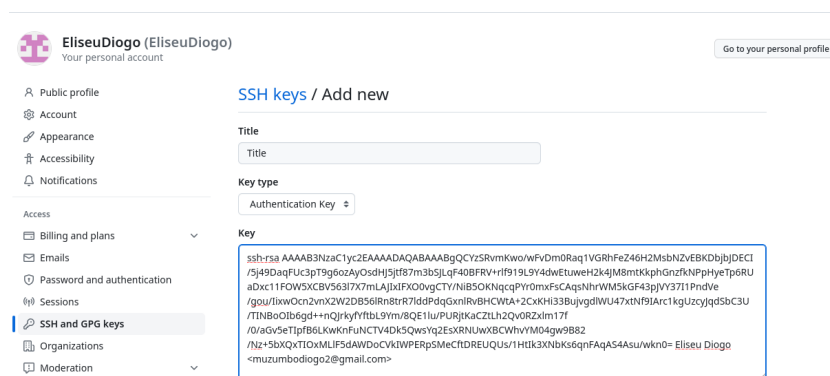 EliseuDiogo (EliseuDiogo)
Your personal account
Go to your personal profile
Public profile
Account
Appearance
Accessibility
Notifications
Access
Billing and plans
Emails
Password and authentication
Sessions
SSH and GPG keys
Organizations
Moderation
SSH keys / Add new
Title
Title
Key type
Authentication Key
Key
ssh-rsa AAAAB3NzaC1yc2EAAAADAQABAAABgQCYzSRvmKwo/wFvDm0Raq1VGRhFeZ46H2MsbNZvEBKDbjbJDECI
/5j49DaqFUc3pT9g6ozAyOsdHJ5jtf87m3bSJLqF40BFRV+rlf919L9Y4dwEtuweH2k4JM8mtKkphGnzfkNPpHyeTp6RU
aDxc11FOW5XCBV563l7X7mLAJIxIFXO0vgCTY/NiB5OKNqcqPYr0mxFsCAqsNhrWM5kGF43pJVY37I1PndVe
/gou/IixwOcn2vnX2W2DB56lRn8trR7lddPdqGxnlRvBHCWtA+2CxKHi33BujvgdlWU47xtNf9IArc1kgUzcyJqdSbC3U
/TINBoOIb6gd++nQJrkyfYftbL9Ym/8QE1lu/PURjtKaCZtLh2Qv0RZxlm17f
/0/aGv5eTIpfB6LKwKnFuNCTV4Dk5QwsYq2EsXRNUwXBCWhvYM04gw9B82
/Nz+5bXQxTIOxMLlF5dAWDoCVkIWPERpSMeCftDREUQUs/1HtIk3XNbKs6qnFAqAS4Asu/wkn0= Eliseu Diogo
<muzumbodiogo2@gmail.com>